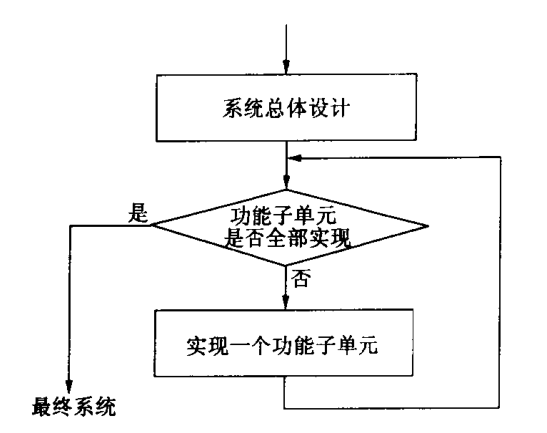 系统总体设计
是
功能子单元
是否全部实现
否
实现一个功能子单元
最终系统